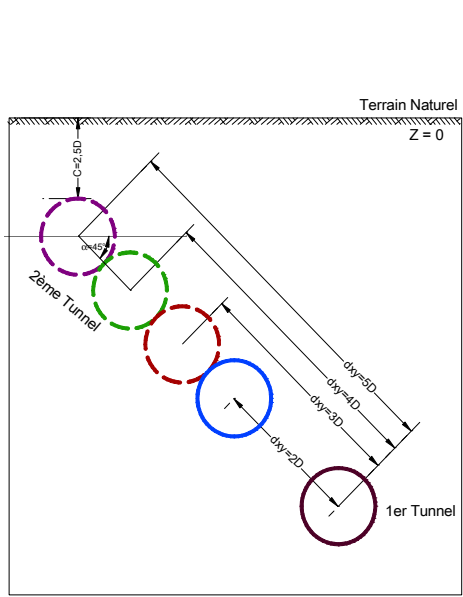 Terrain Naturel
Z = 0
C=2,5D
α=45°
2ème Tunnel
dxy=5D
dxy=4D
dxy=3D
dxy=2D
1er Tunnel